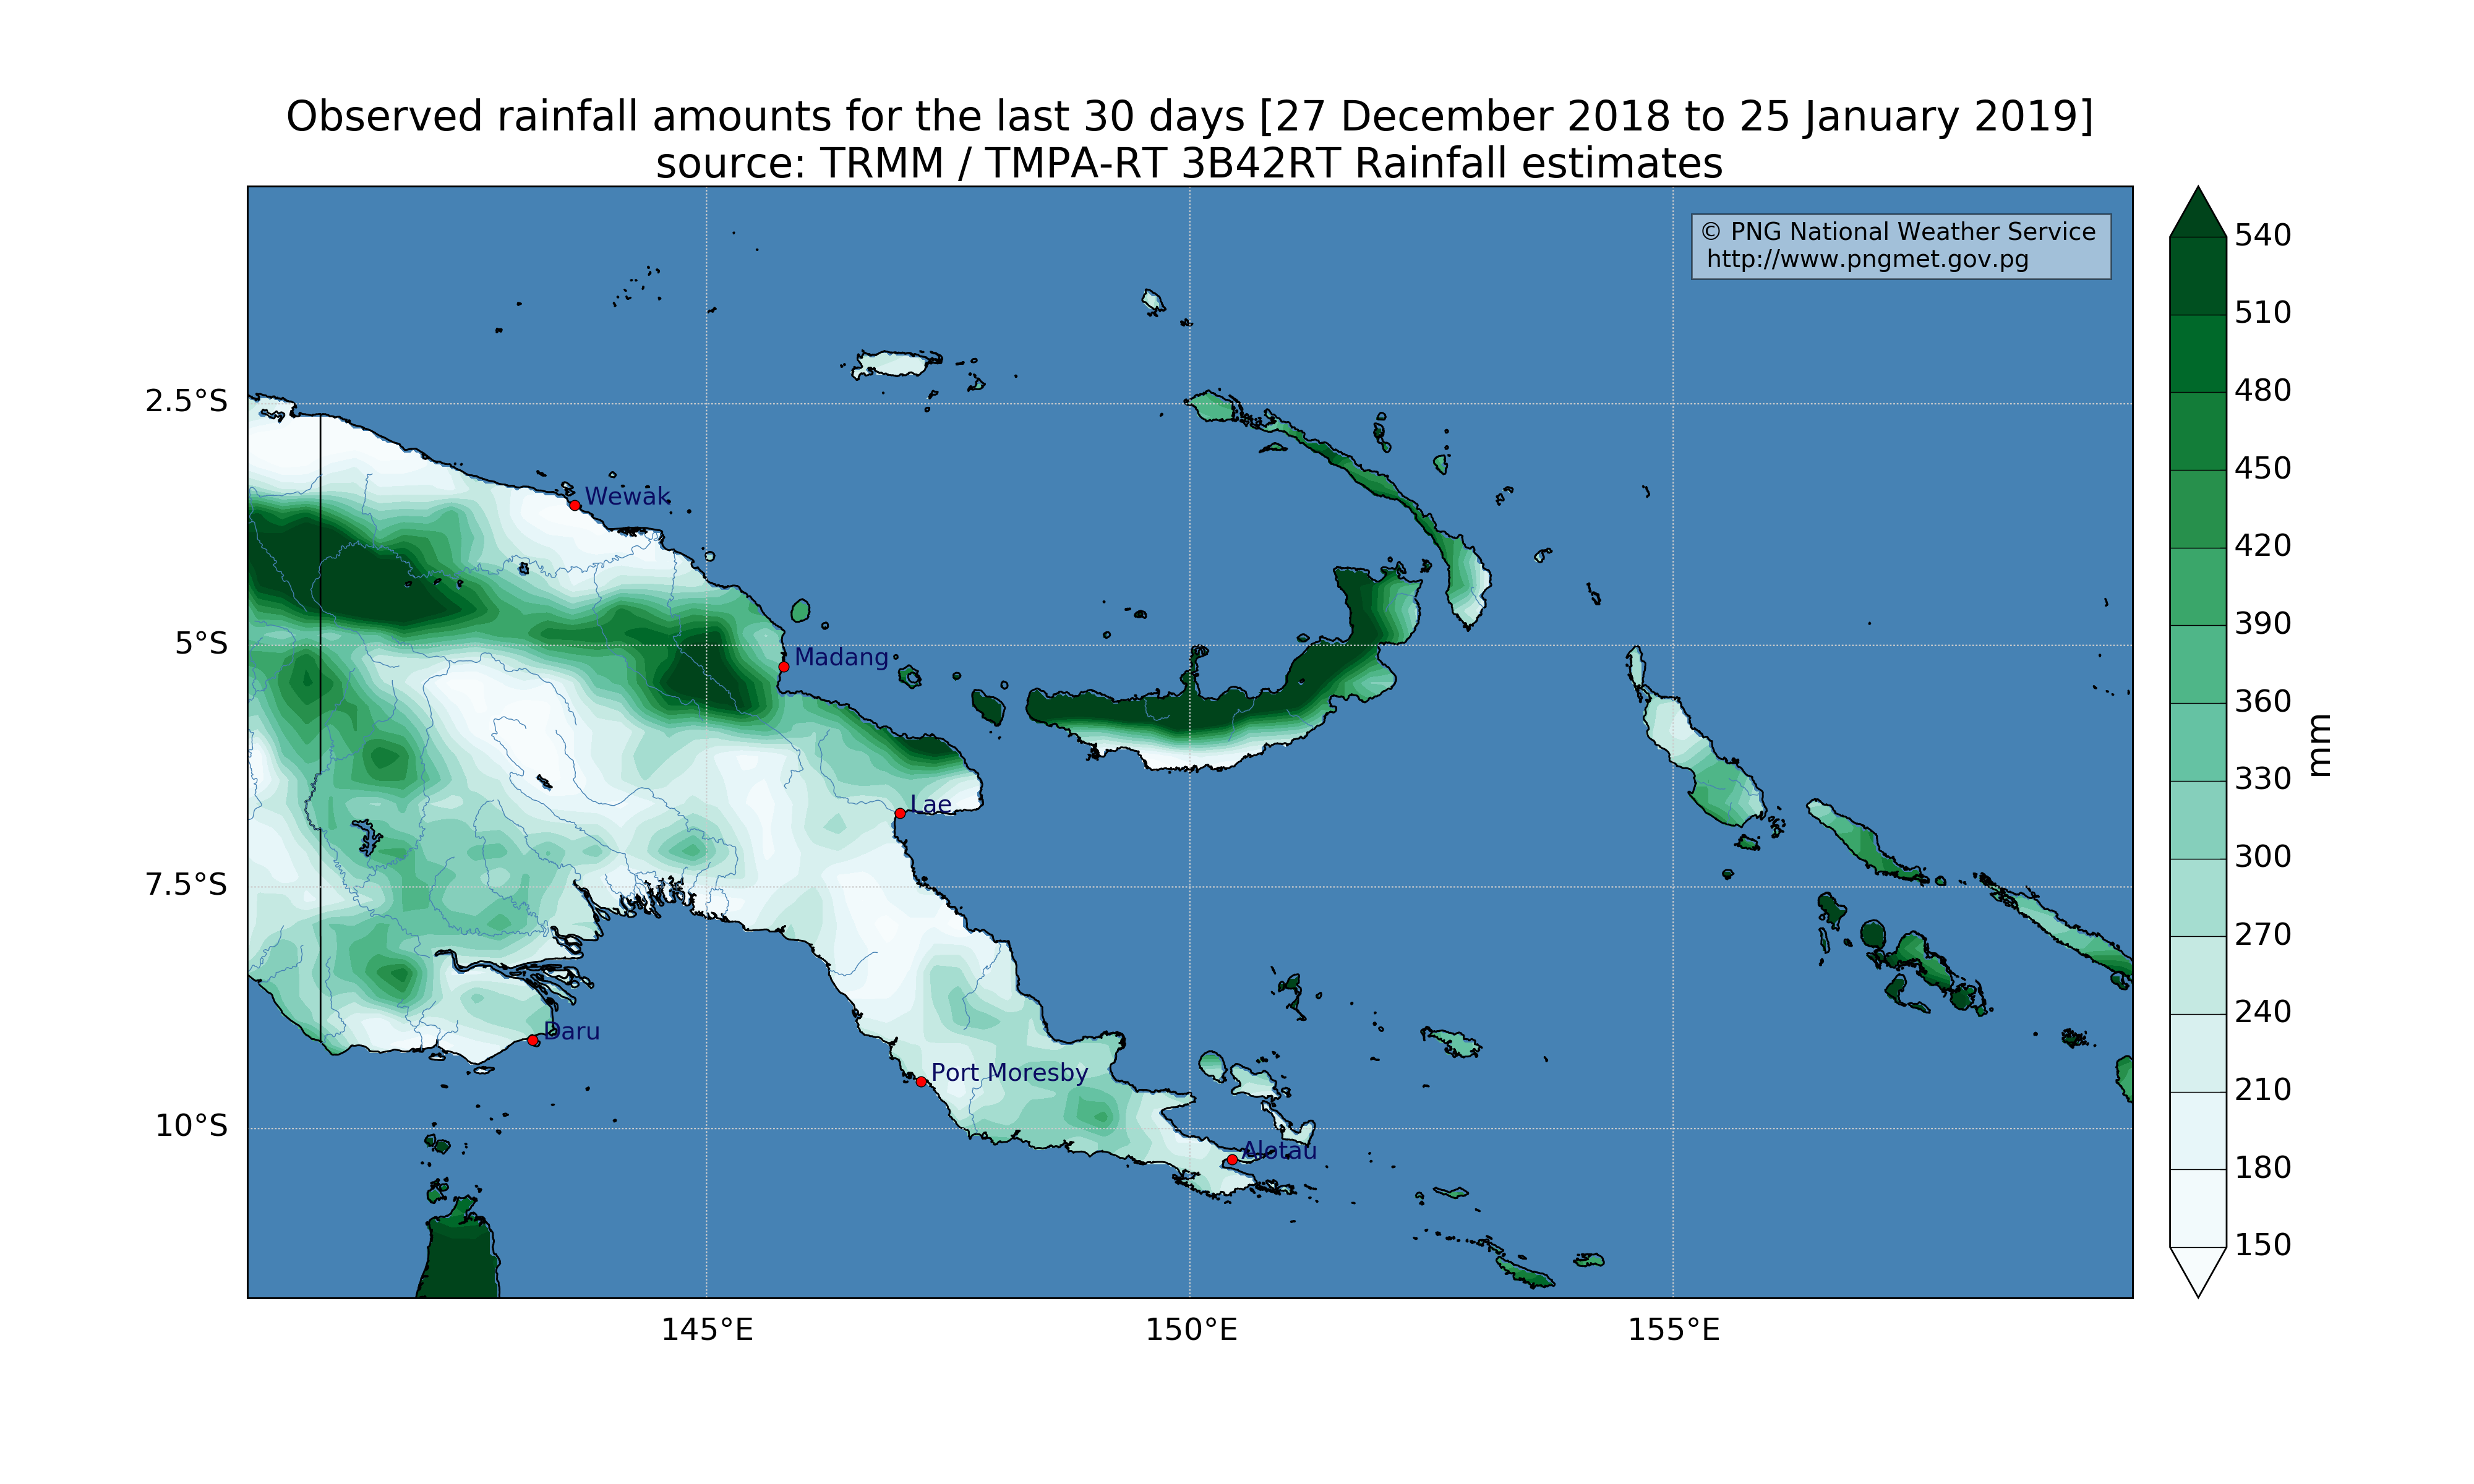 Observed rainfall amounts for the last 30 days [27 December 2018 to 25 January 2019]
source: TRMM / TMPA-RT 3B42RT Rainfall estimates
© PNG National Weather Service
http://www.pngmet.gov.pg
540
510
480
450
420
390
360
330
300
270
240
210
180
150
mm
2.5°S
5°S
7.5°S
10°S
Wewak
Madang
Lae
Daru
Port Moresby
Alotau
145°E
150°E
155°E